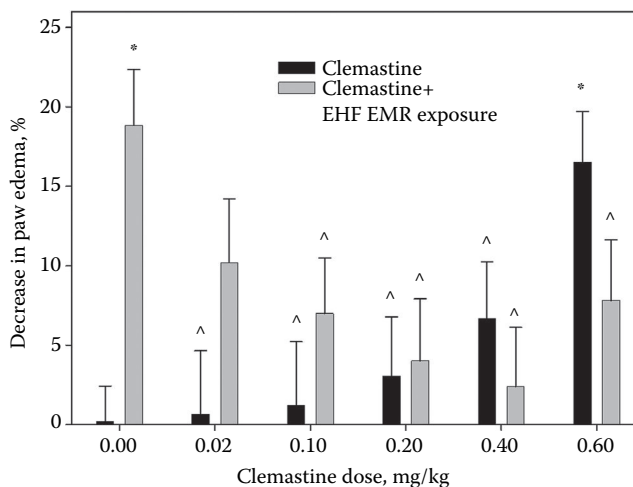 25%
20
15
10
5
0
Decrease in paw edema, %
*
^
^
^
^
^
^
^
*
^
Clemastine
Clemastine+
EHF EMR exposure
0.00 0.02 0.10 0.20 0.40 0.60
Clemastine dose, mg/kg